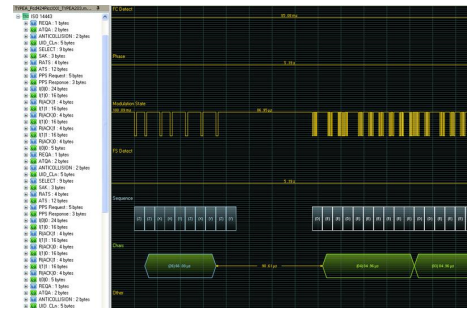 ISO 14443
REQA : 1 bytes
ATQA : 2 bytes
ANTICOLLISION : 2 bytes
UID_CLn : 5 bytes
SELECT : 9 bytes
SAK : 3 bytes
RATS : 4 bytes
ATS : 12 bytes
PPS Request : 5 bytes
PPS Response : 3 bytes
I(0)0 : 24 bytes
I(1)1 : 16 bytes
R(ACK)1 : 4 bytes
I(1)1 : 16 bytes
R(ACK)0 : 4 bytes
I(1)0 : 16 bytes
R(ACK)1 : 4 bytes
I(1)1 : 16 bytes
R(ACK)0 : 4 bytes
I(0)0 : 5 bytes
REQA : 1 bytes
ATQA : 2 bytes
ANTICOLLISION : 2 bytes
UID_CLn : 5 bytes
SELECT : 9 bytes
SAK : 3 bytes
RATS : 4 bytes
ATS : 12 bytes
PPS Request : 5 bytes
PPS Response : 3 bytes
I(0)0 : 24 bytes
I(1)1 : 16 bytes
R(ACK)1 : 4 bytes
I(1)1 : 16 bytes
R(ACK)0 : 4 bytes
I(1)0 : 16 bytes
R(ACK)1 : 4 bytes
I(1)1 : 16 bytes
R(ACK)0 : 4 bytes
I(0)0 : 5 bytes
REQA : 1 bytes
ATQA : 2 bytes
ANTICOLLISION : 2 bytes
UID_CLn : 5 bytes
FC Detect
Phase
Modulation State
FS Detect
Sequence
Chars
Other